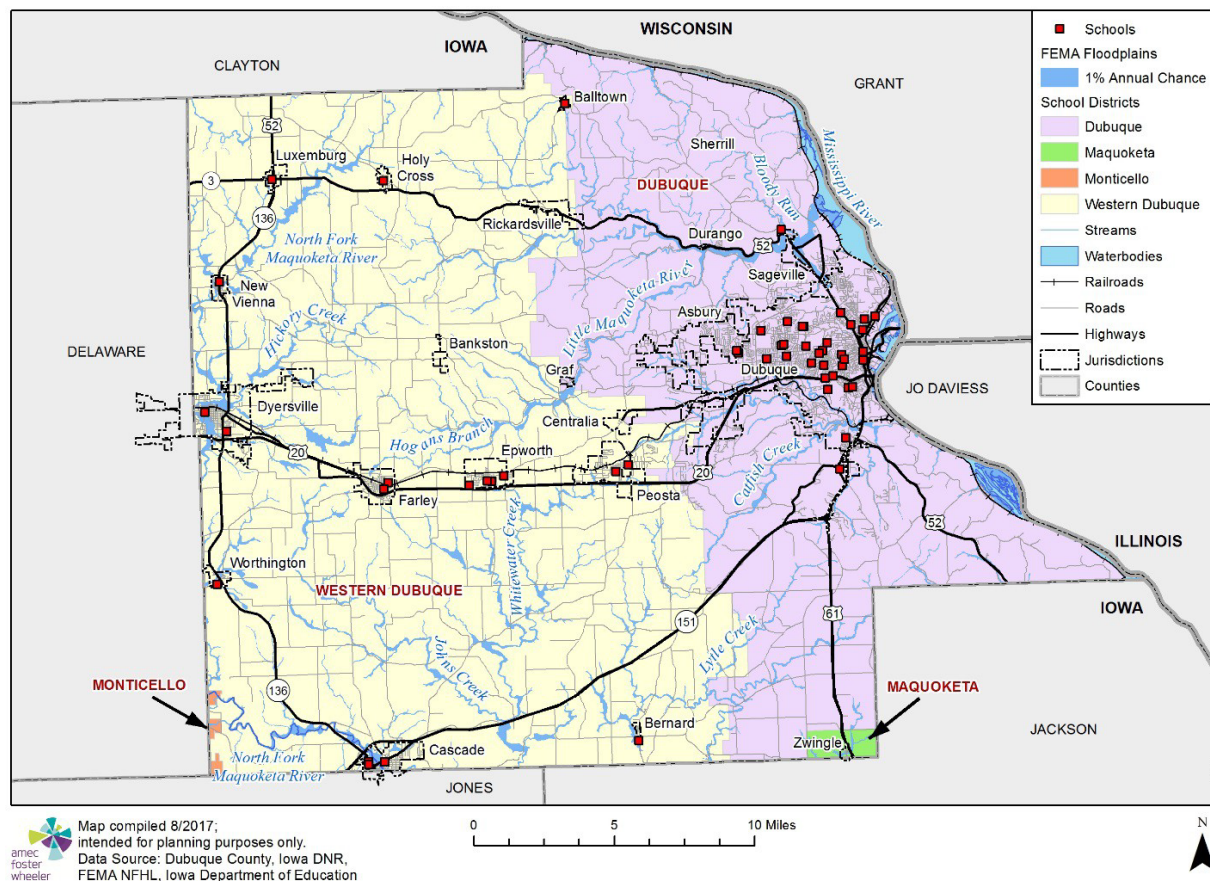 WISCONSIN
IOWA
CLAYTON
GRANT
Schools
FEMA Floodplains
1% Annual Chance
School Districts
Dubuque
Maquoketa
Monticello
Western Dubuque
Streams
Waterbodies
Railroads
Roads
Highways
Jurisdictions
Counties
Balltown
52
Luxemburg
Holy
Cross
Sherrill
Mississippi River
Bloody Run
3
DUBUQUE
136
Rickardsville
Durango
52
North Fork
Maquoketa River
Sageville
New
Vienna
Hickory Creek
Little Maquoketa River
Asbury
DELAWARE
Bankston
Graf
Dubuque
JO DAVIESS
Dyersville
Centralia
Hogans Branch
Epworth
20
Catfish Creek
20
Farley
Peosta
52
Whitewater Creek
ILLINOIS
Worthington
WESTERN DUBUQUE
IOWA
61
151
Lytle Creek
Johns Creek
MONTICELLO
136
MAQUOKETA
Bernard
JACKSON
Zwingle
Cascade
North Fork
Maquoketa River
JONES
amec
foster
wheeler
Map compiled 8/2017;
intended for planning purposes only.
Data Source: Dubuque County, Iowa DNR,
FEMA NFHL, Iowa Department of Education
0 5 10 Miles
N